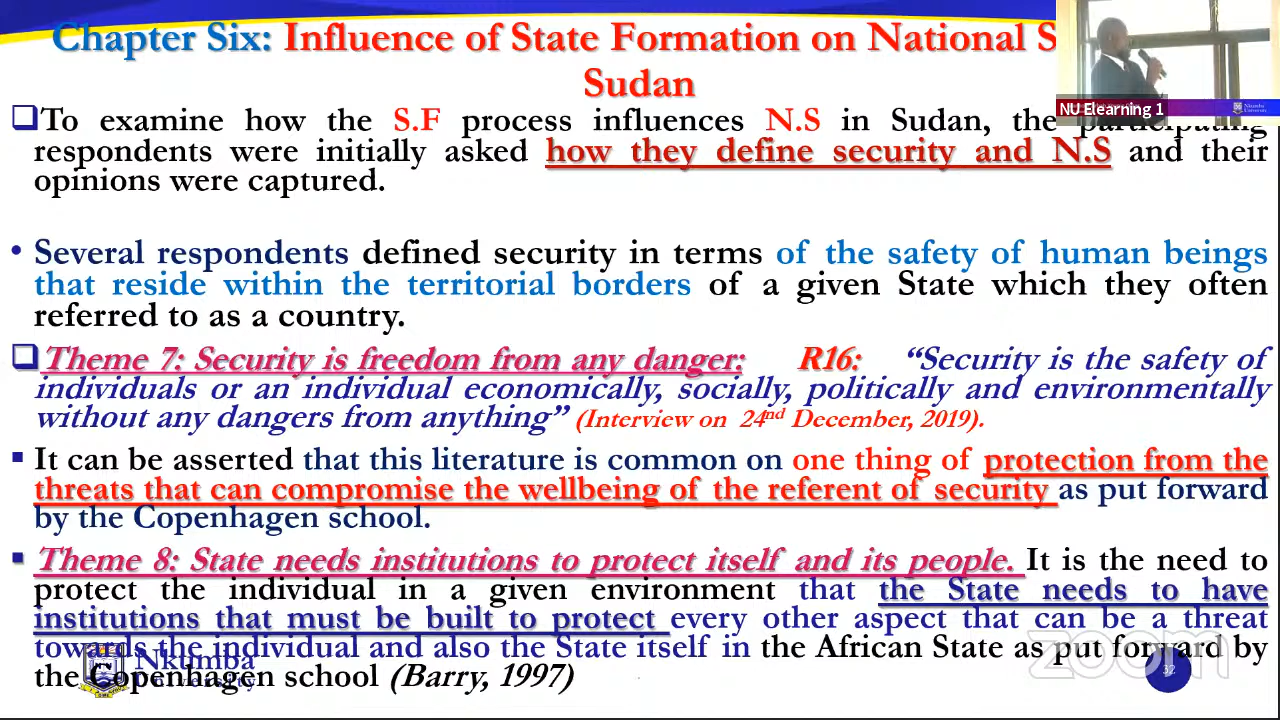 Chapter Six: Influence of State Formation on National S
Sudan
NU Elearning 1
To examine how the S.F process influences N.S in Sudan, the participating
respondents were initially asked how they define security and N.S and their
opinions were captured.
Several respondents defined security in terms of the safety of human beings
that reside within the territorial borders of a given State which they often
referred to as a country.
Theme 7: Security is freedom from any danger: R16: “Security is the safety of
individuals or an individual economically, socially, politically and environmentally
without any dangers from anything” (Interview on 24nd December, 2019).
It can be asserted that this literature is common on one thing of protection from the
threats that can compromise the wellbeing of the referent of security as put forward
by the Copenhagen school.
Theme 8: State needs institutions to protect itself and its people. It is the need to
protect the individual in a given environment that the State needs to have
institutions that must be built to protect every other aspect that can be a threat
towards the individual and also the State itself in the African State as put forward by
the Copenhagen school (Barry, 1997)
Nkumba
University
zoom
32